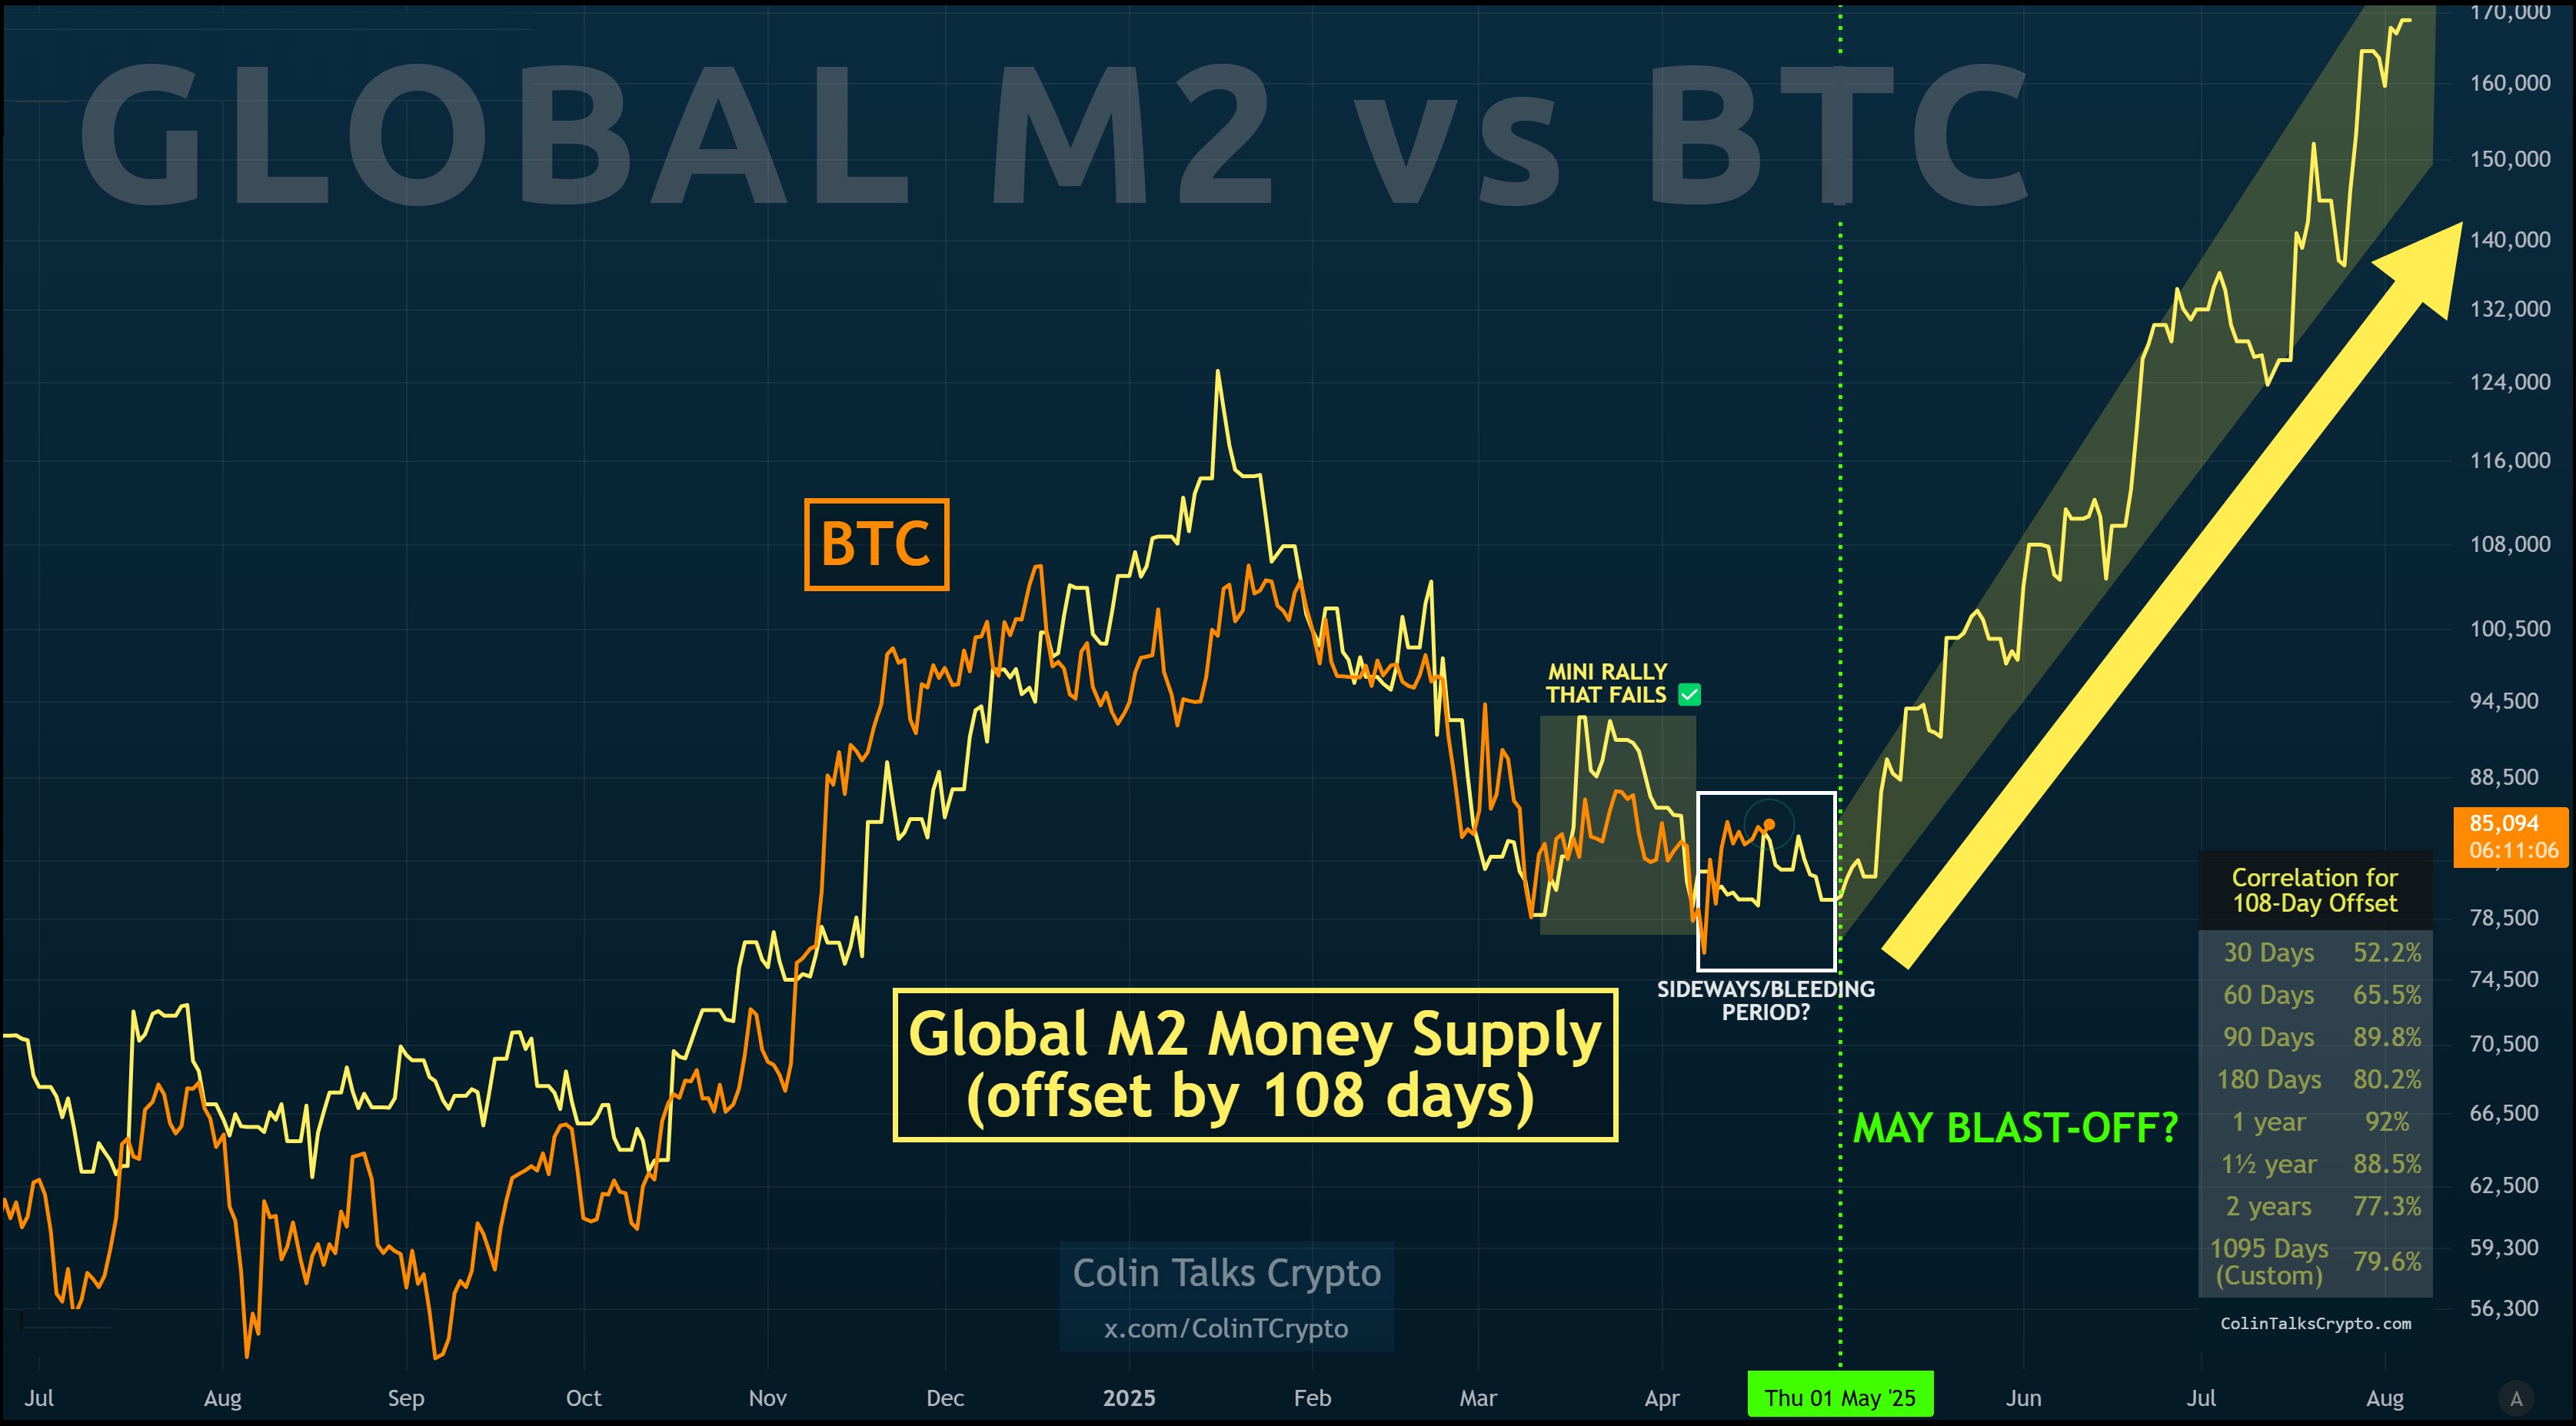 GLOBAL M2 vs BTC
BTC
MINI RALLY
THAT FAILS
SIDEWAYS/BLEEDING
PERIOD?
Global M2 Money Supply
(offset by 108 days)
MAY BLAST-OFF?
Colin Talks Crypto
x.com/ColinTCrypto
170,000
160,000
150,000
140,000
132,000
124,000
116,000
108,000
100,500
94,500
88,500
85,094
06:11:06
78,500
74,500
70,500
66,500
62,500
59,300
56,300
Correlation for
108-Day Offset
30 Days 52.2%
60 Days 65.5%
90 Days 89.8%
180 Days 80.2%
1 year 92%
1½ year 88.5%
2 years 77.3%
1095 Days
(Custom) 79.6%
ColinTalksCrypto.com
Jul Aug Sep Oct Nov Dec 2025 Feb Mar Apr Thu 01 May '25 Jun Jul Aug A